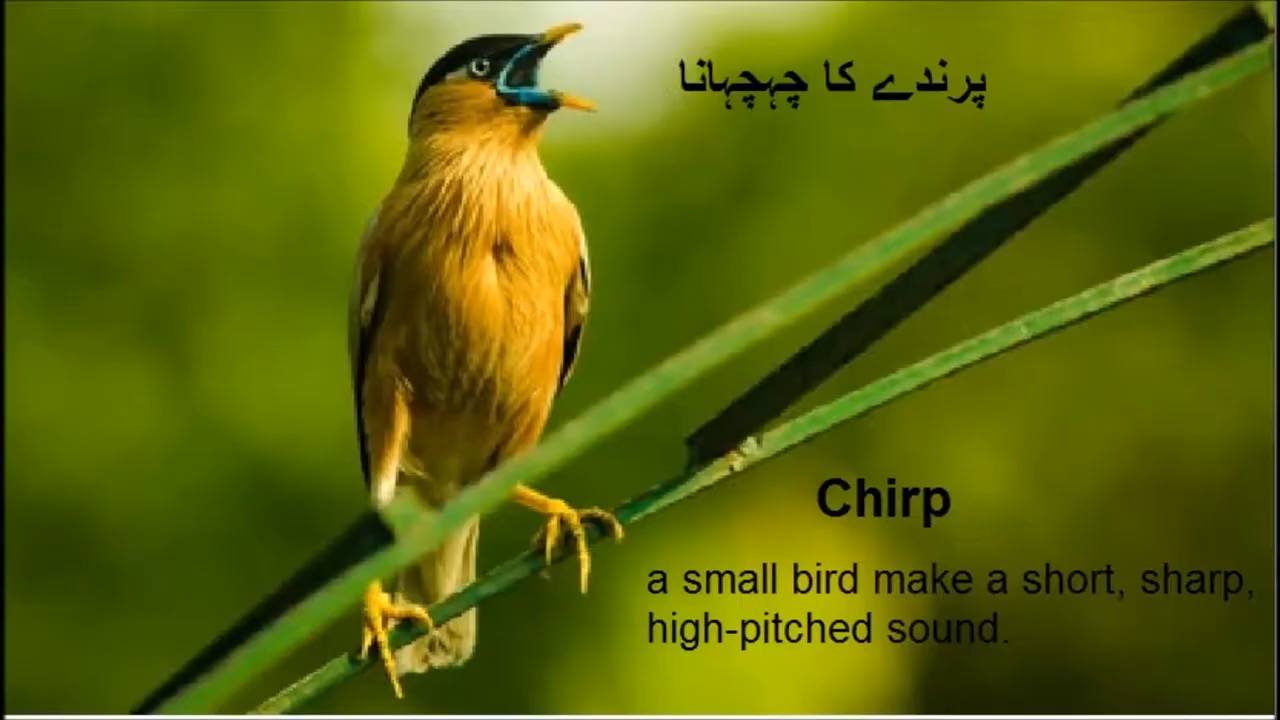 پرندے کا چہچہانا
Chirp
a small bird make a short, sharp,
high-pitched sound.